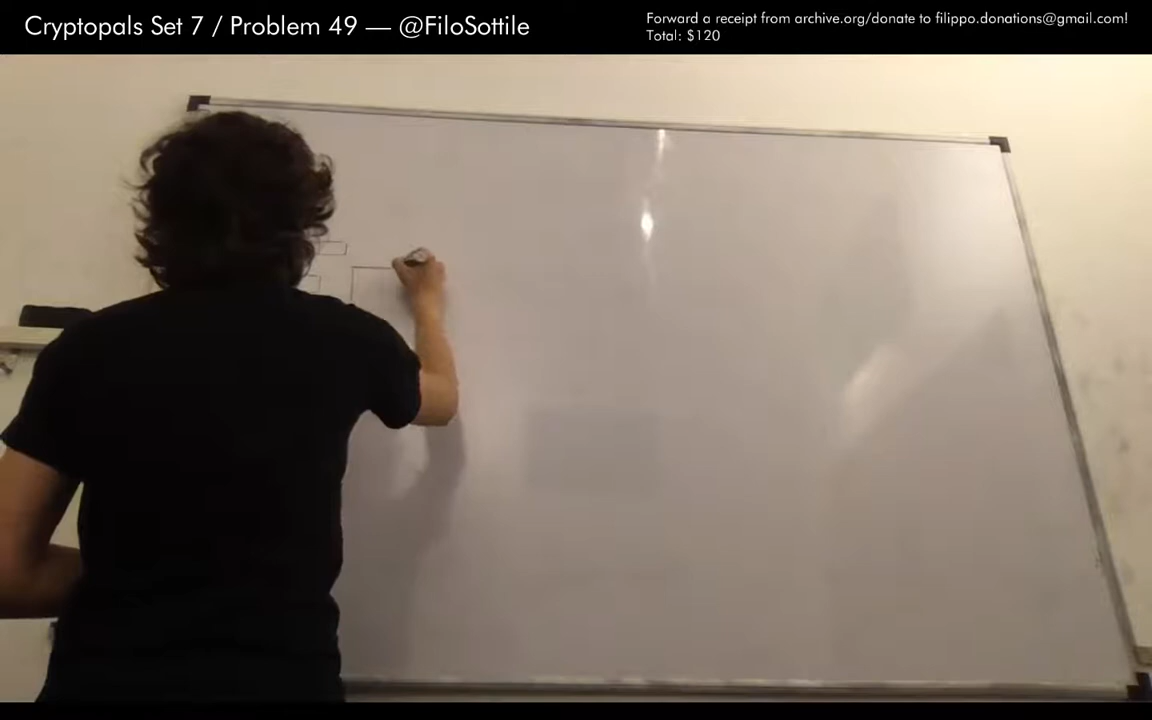 Cryptopals Set 7 / Problem 49 — @FiloSottile
Forward a receipt from archive.org/donate to filippo.donations@gmail.com!
Total: $120